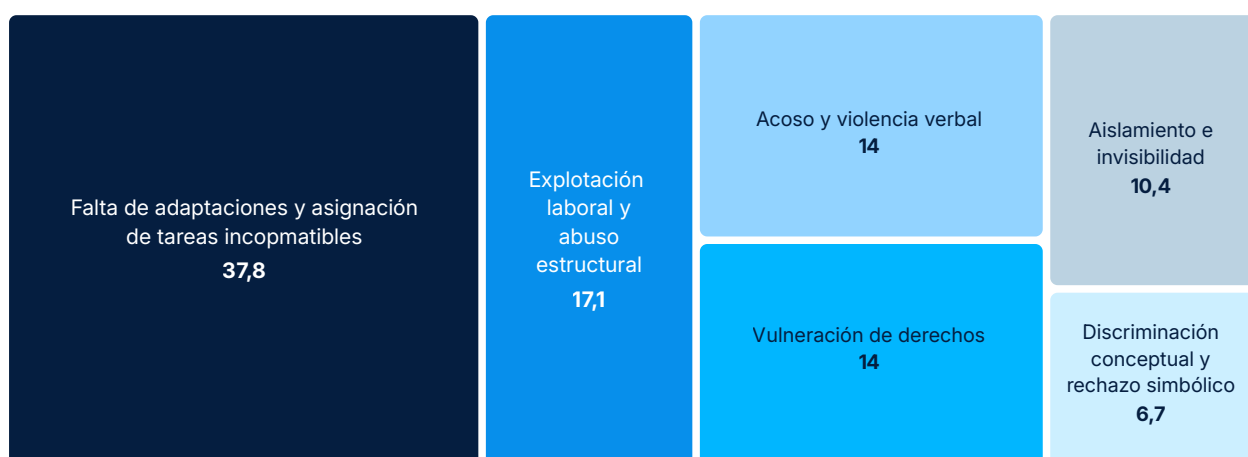 Falta de adaptaciones y asignación
de tareas incopmatibles
37,8
Explotación
laboral y
abuso
estructural
17,1
Acoso y violencia verbal
14
Vulneración de derechos
14
Aislamiento e
invisibilidad
10,4
Discriminación
conceptual y
rechazo simbólico
6,7